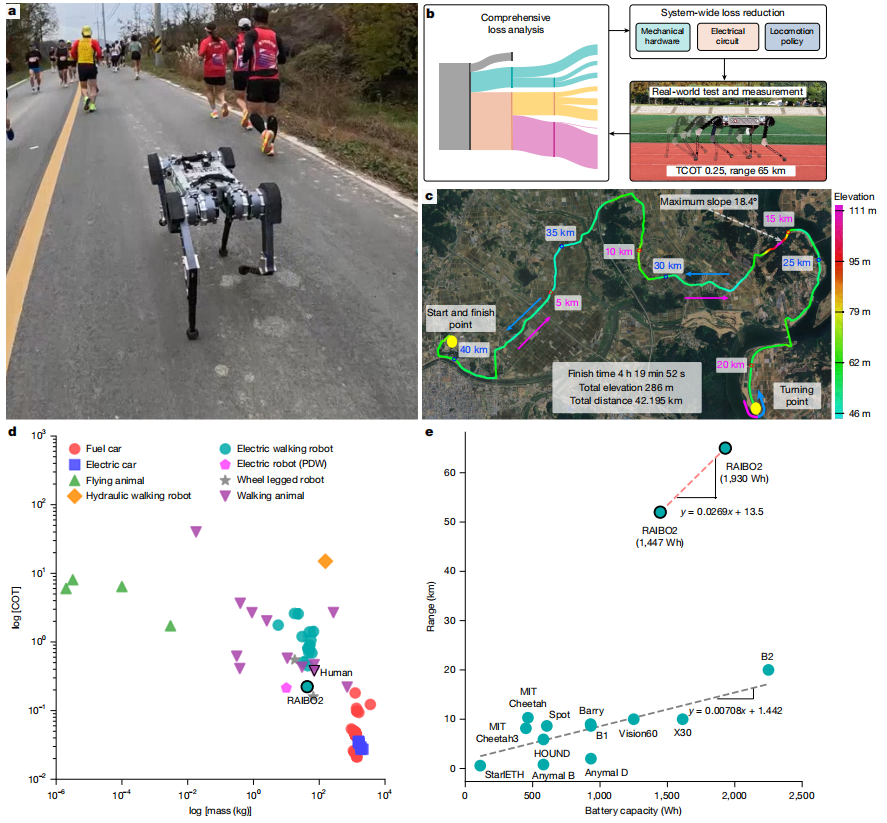 a
b
Comprehensive
loss analysis
System-wide loss reduction
Mechanical
hardware
Electrical
circuit
Locomotion
policy
Real-world test and measurement
TCOT 0.25, range 65 km
c
Maximum slope 18.4°
15 km
35 km
10 km
30 km
25 km
5 km
Start and finish
point
40 km
20 km
Turning
point
Finish time 4 h 19 min 52 s
Total elevation 286 m
Total distance 42.195 km
Elevation
111 m
95 m
79 m
62 m
46 m
d
log [COT]
10³
10²
10¹
10⁰
10⁻¹
10⁻²
Fuel car
Electric car
Flying animal
Hydraulic walking robot
Electric walking robot
Electric robot (PDW)
Wheel legged robot
Walking animal
Human
RAIBO2
10⁻⁶
10⁻⁴
10⁻²
10⁰
10²
10⁴
log [mass (kg)]
e
Range (km)
60
50
40
30
20
10
0
RAIBO2
(1,930 Wh)
y = 0.0269x + 13.5
RAIBO2
(1,447 Wh)
B2
y = 0.00708x + 1.442
MIT
Cheetah
MIT
Cheetah3
Spot
Barry
B1
Vision60
X30
HOUND
StarlETH
Anymal B
Anymal D
0
500
1,000
1,500
2,000
2,500
Battery capacity (Wh)